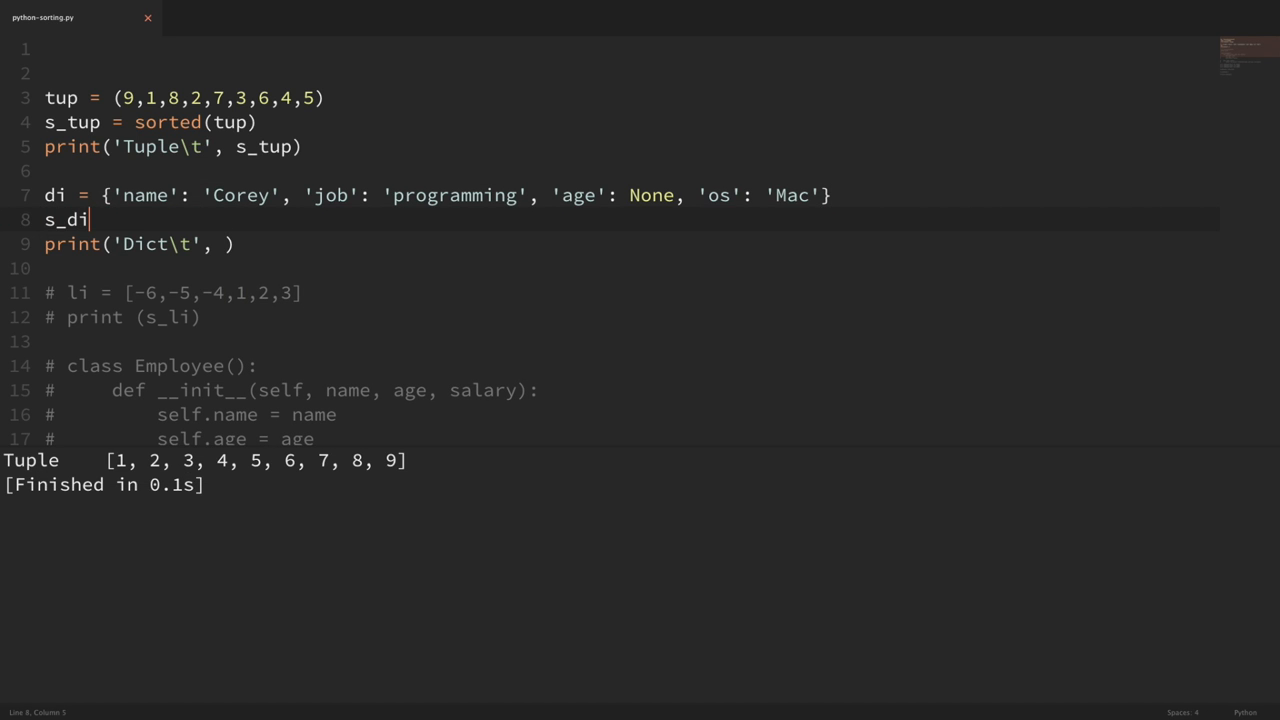 python-sorting.py ×
1
2
3 tup = (9,1,8,2,7,3,6,4,5)
4 s_tup = sorted(tup)
5 print('Tuple\t', s_tup)
6
7 di = {'name': 'Corey', 'job': 'programming', 'age': None, 'os': 'Mac'}
8 s_di
9 print('Dict\t', )
10
11 # li = [-6,-5,-4,1,2,3]
12 # print (s_li)
13
14 # class Employee():
15 #     def __init__(self, name, age, salary):
16 #         self.name = name
17 #         self.age = age
Tuple    [1, 2, 3, 4, 5, 6, 7, 8, 9]
[Finished in 0.1s]
Line 8, Column 5 Spaces: 4 Python